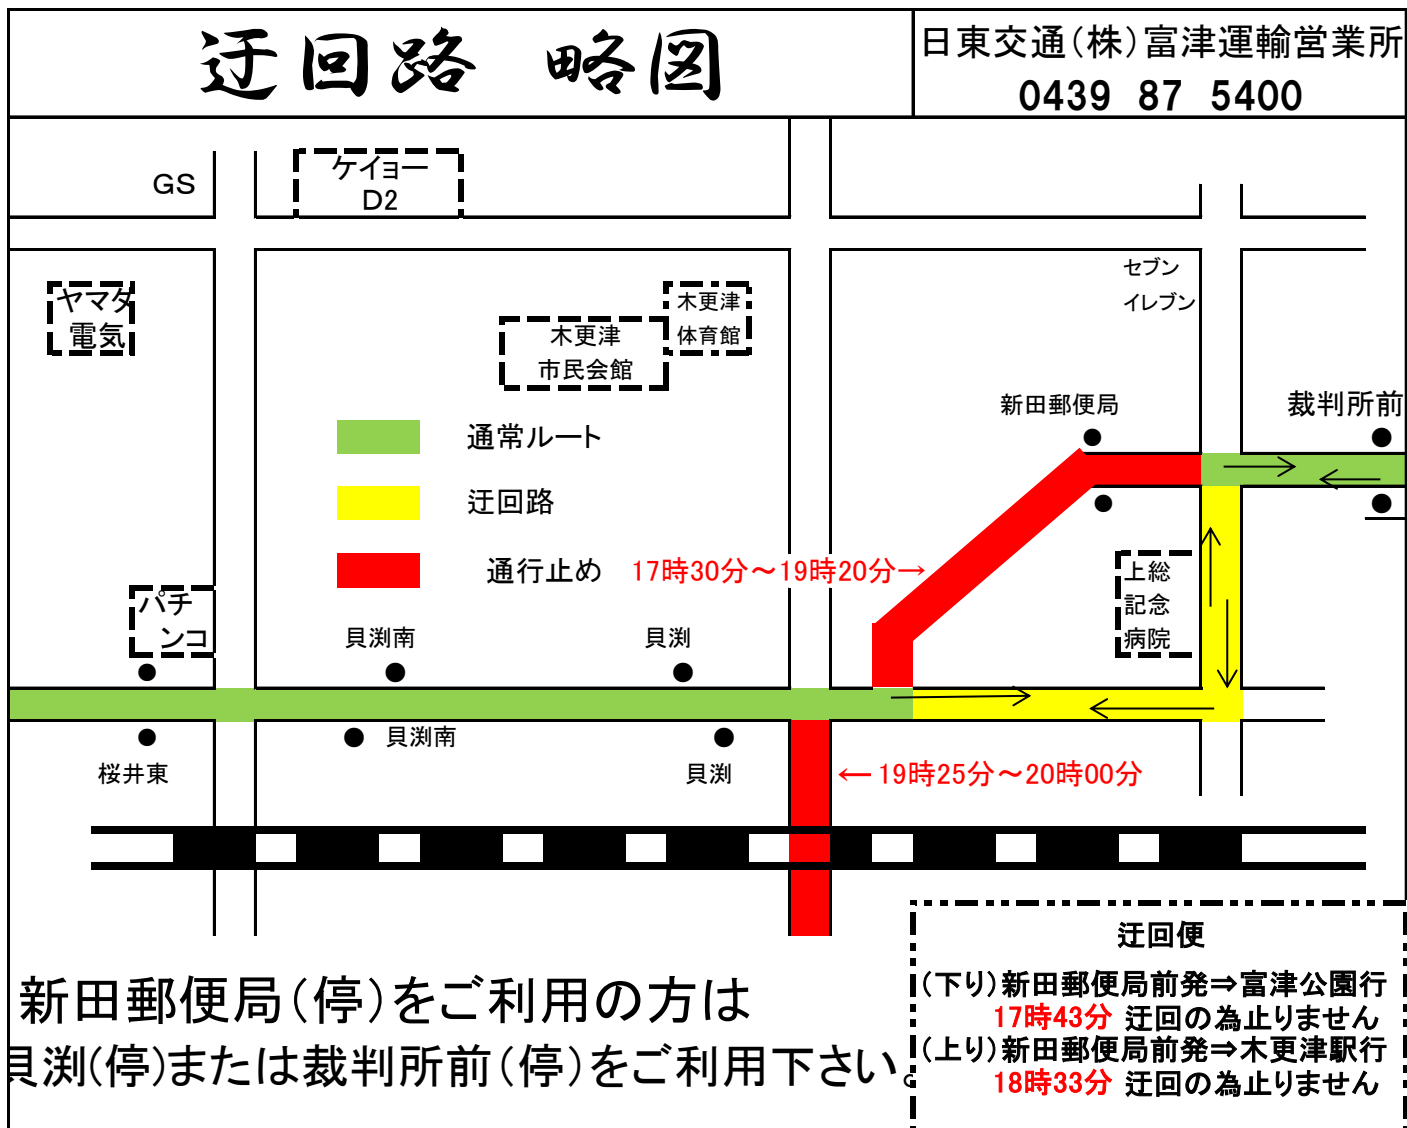 迂回路 略図
日東交通(株)富津運輸営業所
0439 87 5400
GS
ケイヨー
D2
ヤマダ
電気
木更津
体育館
木更津
市民会館
セブン
イレブン
新田郵便局
裁判所前
通常ルート
迂回路
通行止め 17時30分～19時20分→
上総
記念
病院
パチ
ンコ
貝渕南
貝渕
貝渕南
貝渕
桜井東
←19時25分～20時00分
新田郵便局(停)をご利用の方は
貝渕(停)または裁判所前(停)をご利用下さい。
迂回便
(下り)新田郵便局前発⇒富津公園行
17時43分 迂回の為止りません
(上り)新田郵便局前発⇒木更津駅行
18時33分 迂回の為止りません